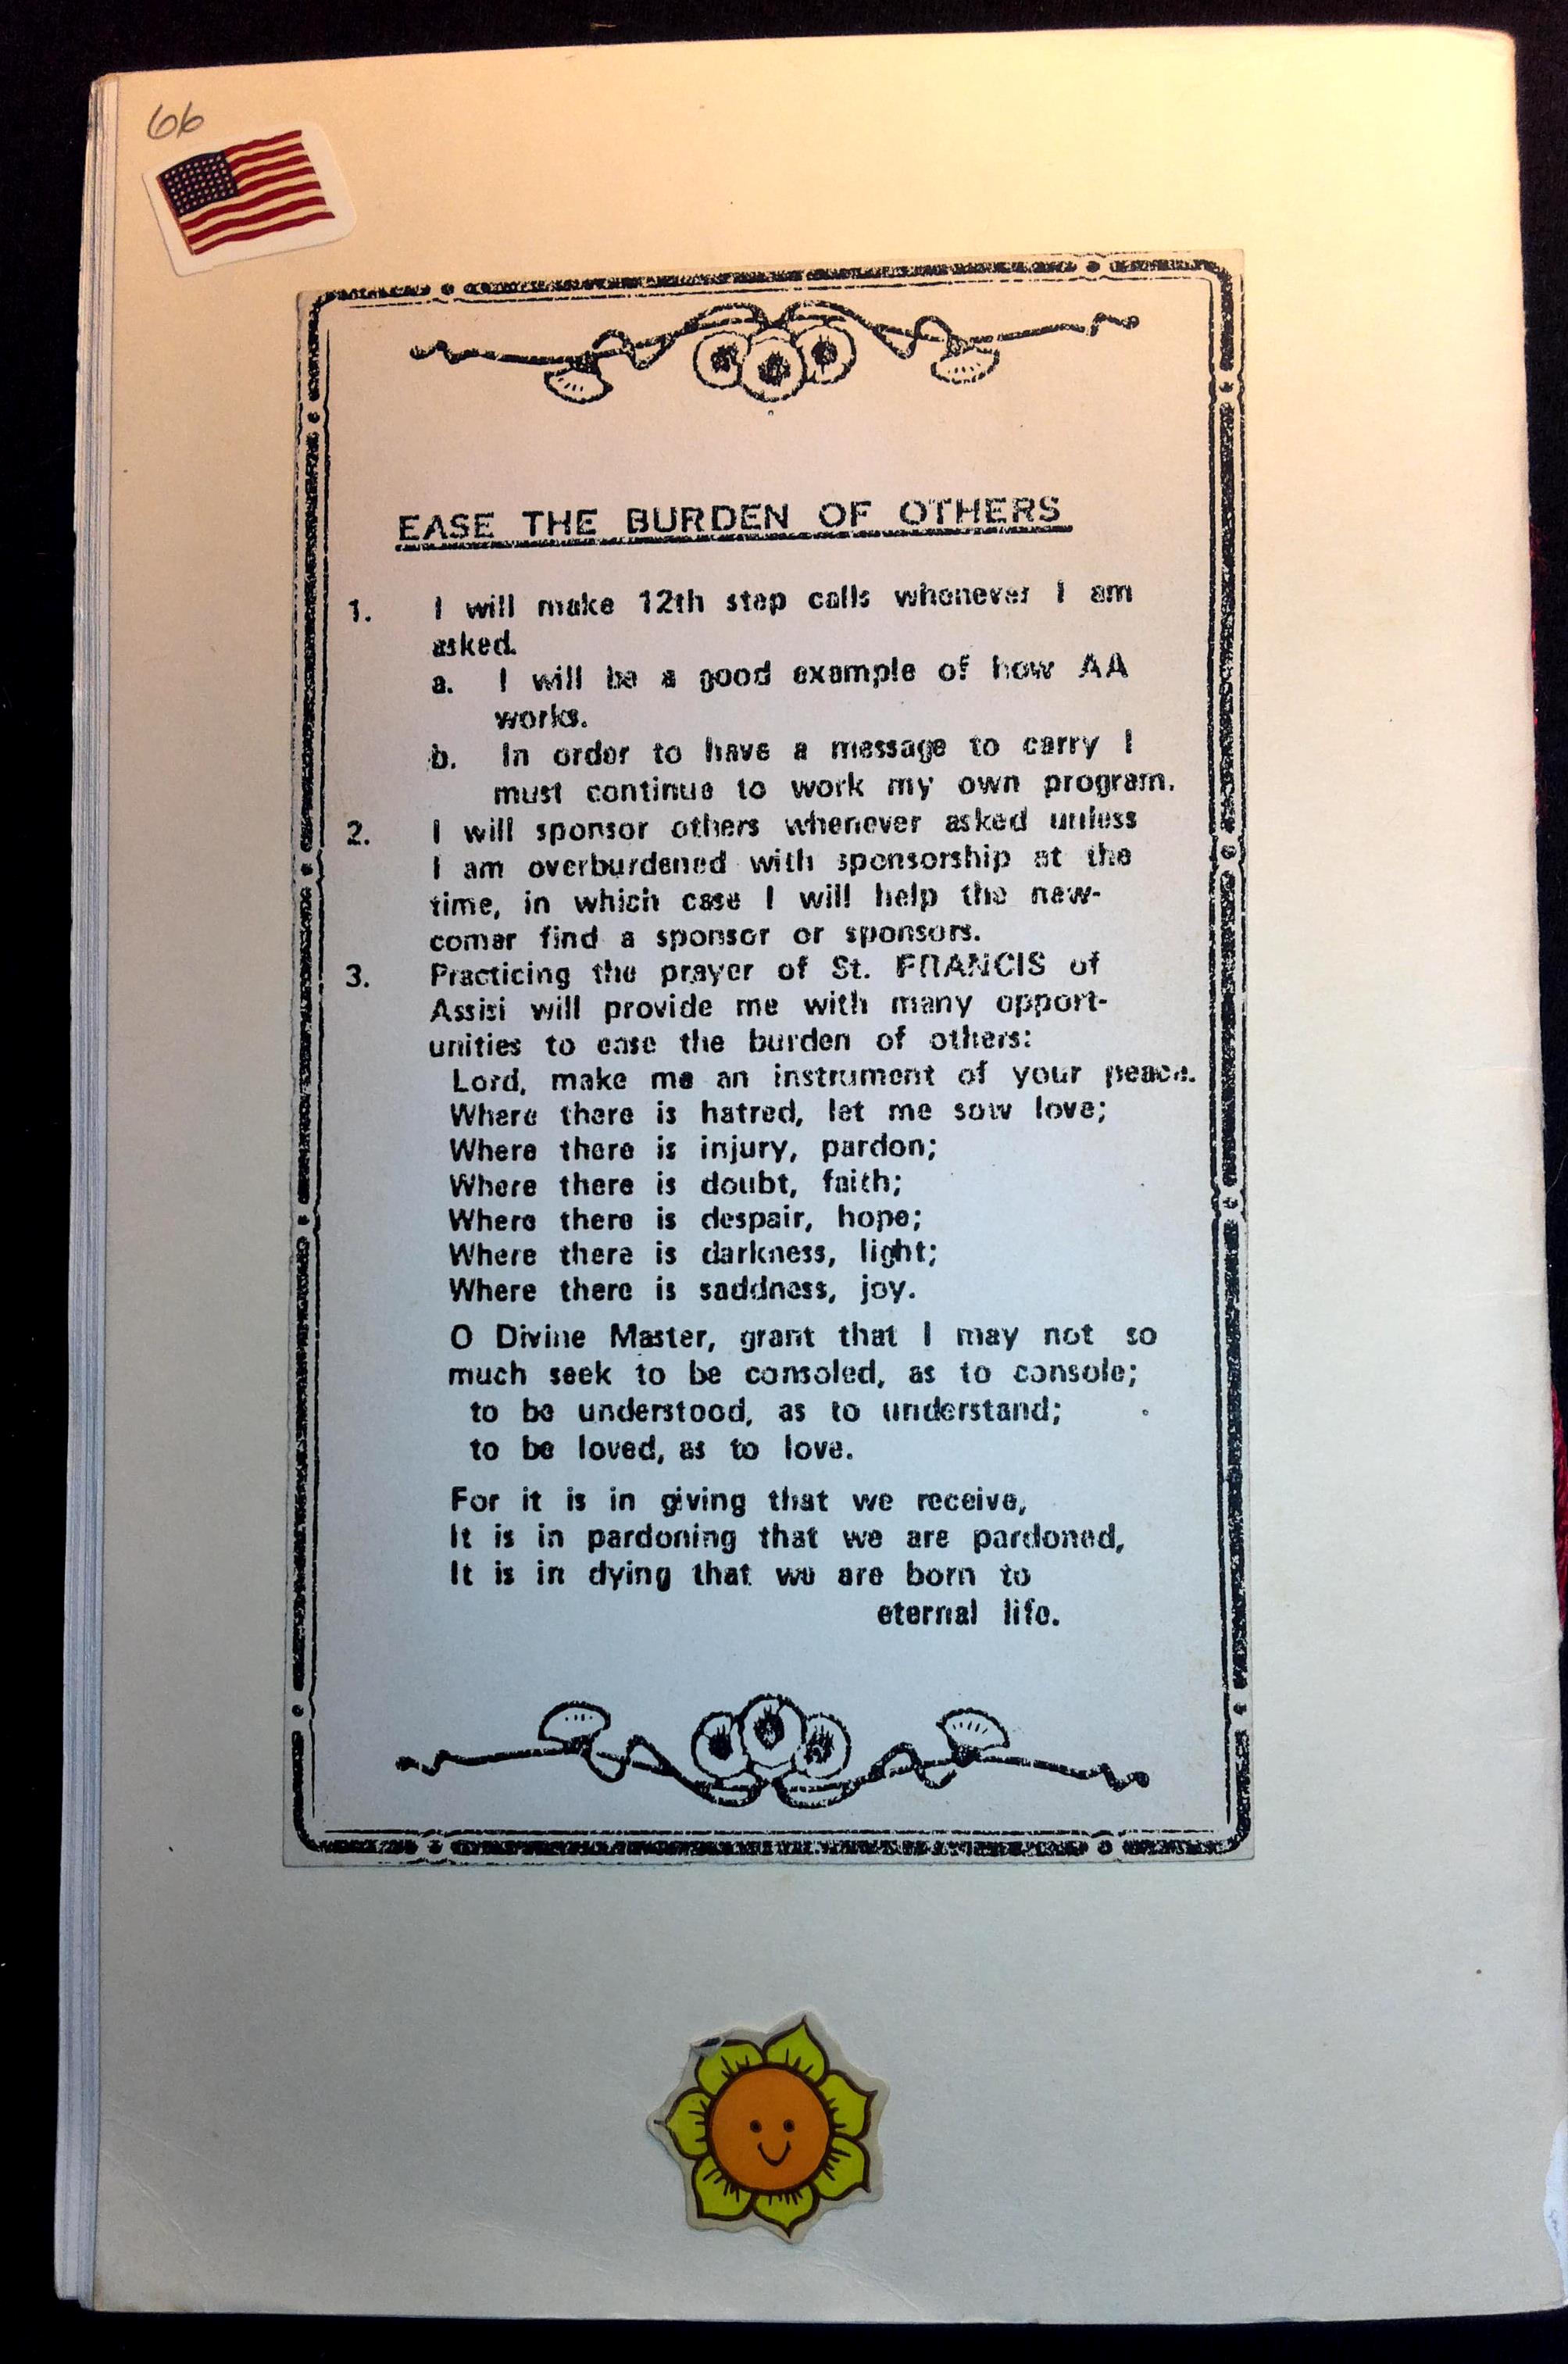 66
EASE THE BURDEN OF OTHERS
1. I will make 12th step calls whenever I am
asked.
a. I will be a good example of how AA
works.
b. In order to have a message to carry I
must continue to work my own program.
2. I will sponsor others whenever asked unless
I am overburdened with sponsorship at the
time, in which case I will help the new-
comer find a sponsor or sponsors.
3. Practicing the prayer of St. FRANCIS of
Assisi will provide me with many opport-
unities to ease the burden of others:
Lord, make me an instrument of your peace.
Where there is hatred, let me sow love;
Where there is injury, pardon;
Where there is doubt, faith;
Where there is despair, hope;
Where there is darkness, light;
Where there is saddness, joy.
O Divine Master, grant that I may not so
much seek to be consoled, as to console;
to be understood, as to understand;
to be loved, as to love.
For it is in giving that we receive,
It is in pardoning that we are pardoned,
It is in dying that we are born to
eternal life.